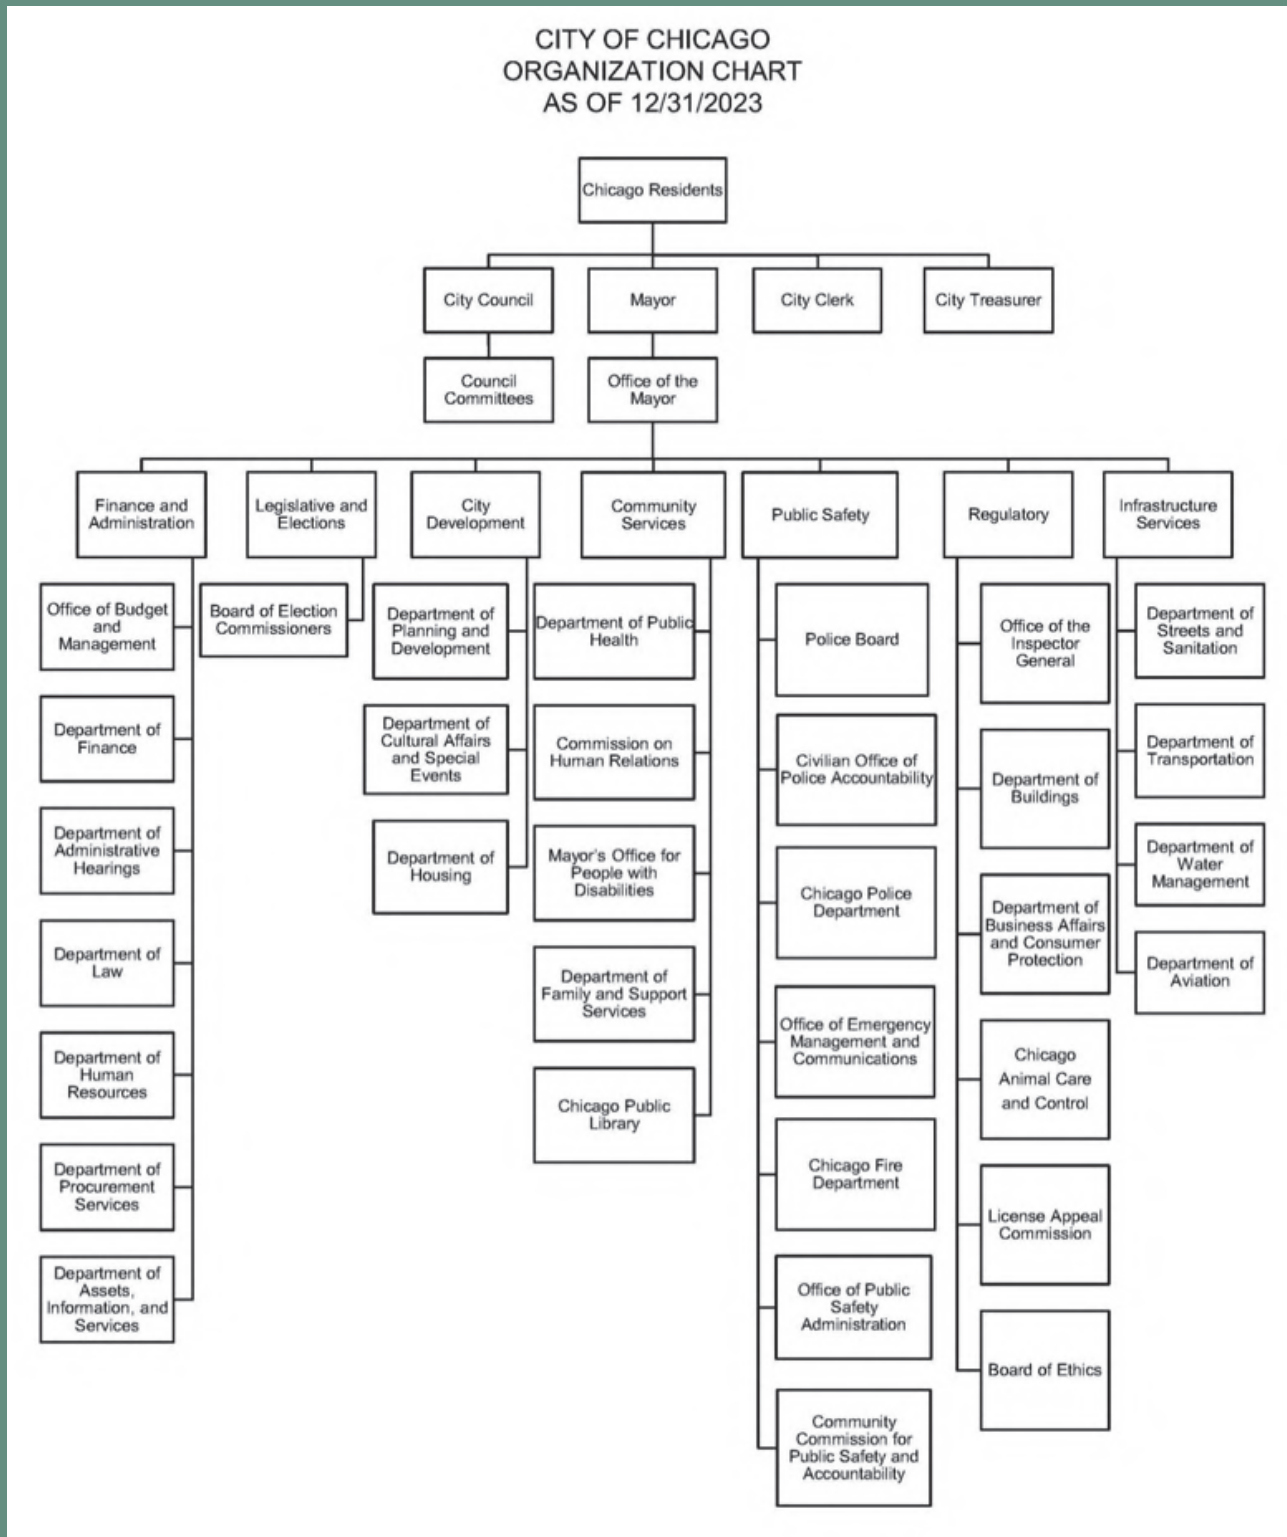 CITY OF CHICAGO
ORGANIZATION CHART
AS OF 12/31/2023
Chicago Residents
City Council
Mayor
City Clerk
City Treasurer
Council
Committees
Office of the
Mayor
Finance and
Administration
Legislative and
Elections
City
Development
Community
Services
Public Safety
Regulatory
Infrastructure
Services
Office of Budget
and
Management
Department of
Finance
Department of
Administrative
Hearings
Department of
Law
Department of
Human
Resources
Department of
Procurement
Services
Department of
Assets,
Information, and
Services
Board of Election
Commissioners
Department of
Planning and
Development
Department of
Cultural Affairs
and Special
Events
Department of
Housing
Department of Public
Health
Commission on
Human Relations
Mayor's Office for
People with
Disabilities
Department of
Family and Support
Services
Chicago Public
Library
Police Board
Civilian Office of
Police Accountability
Chicago Police
Department
Office of Emergency
Management and
Communications
Chicago Fire
Department
Office of Public
Safety
Administration
Community
Commission for
Public Safety and
Accountability
Office of the
Inspector
General
Department of
Buildings
Department of
Business Affairs
and Consumer
Protection
Chicago
Animal Care
and Control
License Appeal
Commission
Board of Ethics
Department of
Streets and
Sanitation
Department of
Transportation
Department of
Water
Management
Department of
Aviation